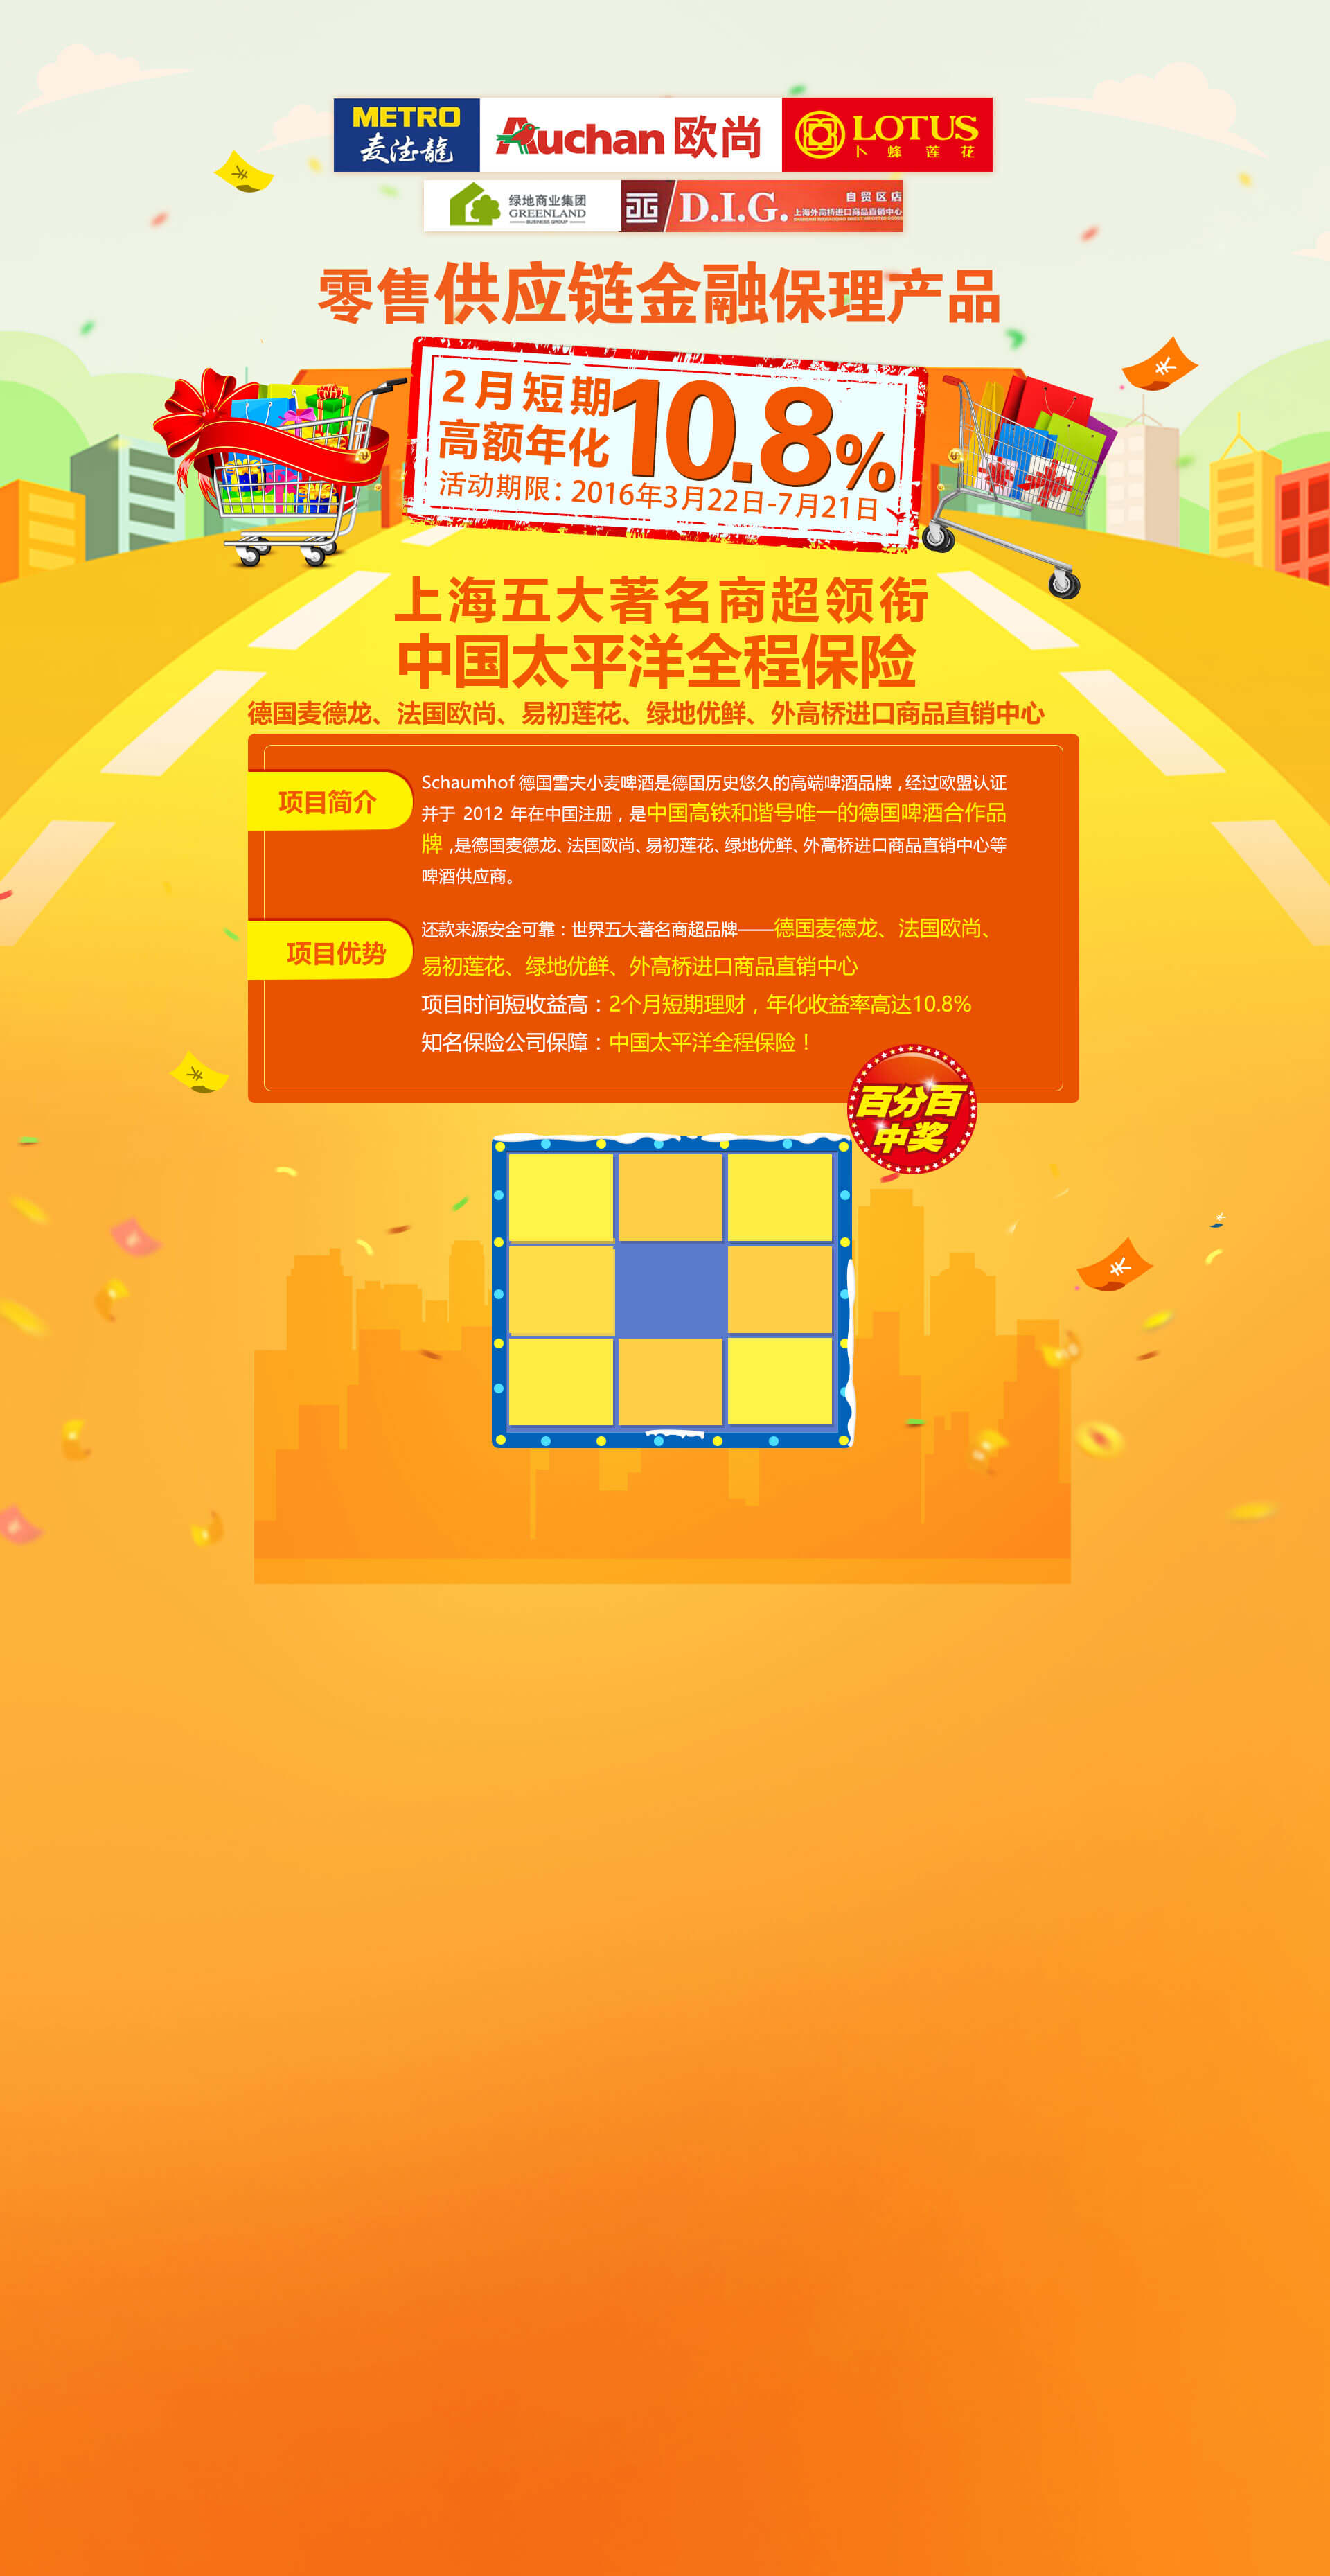 METRO
麦德龍
Auchan 欧尚
LOTUS
卜蜂莲花
绿地商业集团
GREENLAND
BUSINESS GROUP
D.I.G.
自贸区店
上海外高桥进口商品直销中心
零售供应链金融保理产品
2月短期
高额年化
10.8%
活动期限：2016年3月22日-7月21日
上海五大著名商超领衔
中国太平洋全程保险
德国麦德龙、法国欧尚、易初莲花、绿地优鲜、外高桥进口商品直销中心
项目简介
Schaumhof 德国雪夫小麦啤酒是德国历史悠久的高端啤酒品牌，经过欧盟认证
并于 2012 年在中国注册，是中国高铁和谐号唯一的德国啤酒合作品
牌，是德国麦德龙、法国欧尚、易初莲花、绿地优鲜、外高桥进口商品直销中心等
啤酒供应商。
项目优势
还款来源安全可靠：世界五大著名商超品牌——德国麦德龙、法国欧尚、
易初莲花、绿地优鲜、外高桥进口商品直销中心
项目时间短收益高：2个月短期理财，年化收益率高达10.8%
知名保险公司保障：中国太平洋全程保险！
百分百
中奖